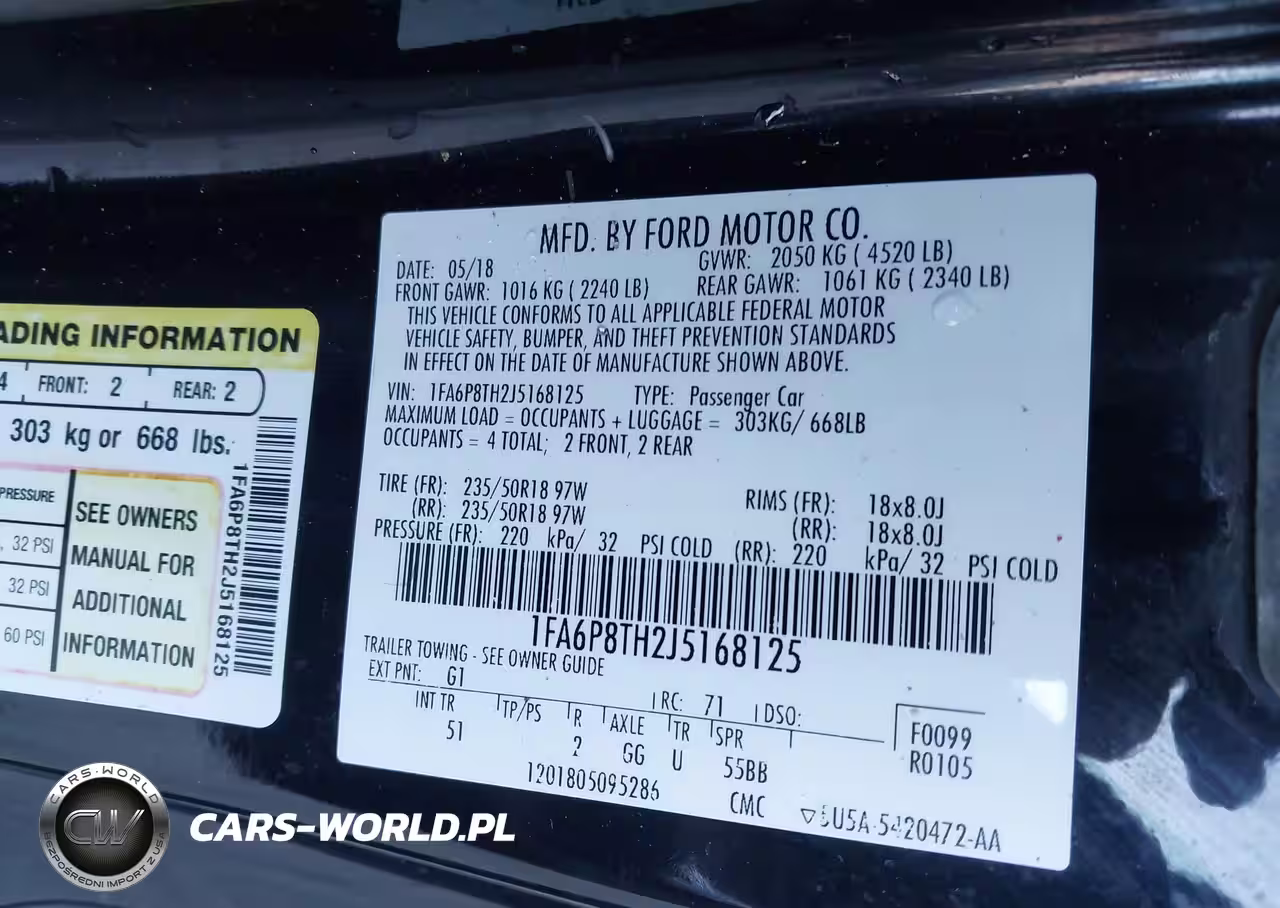 ADING INFORMATION
4 FRONT: 2 REAR: 2
303 kg or 668 lbs.
PRESSURE
, 32 PSI
32 PSI
60 PSI
SEE OWNERS
MANUAL FOR
ADDITIONAL
INFORMATION
1FA6P8TH2J5168125
MFD. BY FORD MOTOR CO.
DATE: 05/18 GVWR: 2050 KG ( 4520 LB)
FRONT GAWR: 1016 KG ( 2240 LB) REAR GAWR: 1061 KG ( 2340 LB)
THIS VEHICLE CONFORMS TO ALL APPLICABLE FEDERAL MOTOR
VEHICLE SAFETY, BUMPER, AND THEFT PREVENTION STANDARDS
IN EFFECT ON THE DATE OF MANUFACTURE SHOWN ABOVE.
VIN: 1FA6P8TH2J5168125 TYPE: Passenger Car
MAXIMUM LOAD = OCCUPANTS + LUGGAGE = 303KG/ 668LB
OCCUPANTS = 4 TOTAL; 2 FRONT, 2 REAR
TIRE (FR): 235/50R18 97W RIMS (FR): 18x8.0J
(RR): 235/50R18 97W (RR): 18x8.0J
PRESSURE (FR): 220 kPa/ 32 PSI COLD (RR): 220 kPa/ 32 PSI COLD
1FA6P8TH2J5168125
TRAILER TOWING - SEE OWNER GUIDE
EXT PNT: G1 RC: 71 DSO:
INT TR TP/PS R AXLE TR SPR F0099
51 2 GG U 55BB R0105
1201805095286 CMC 5U5A-5420472-AA
CARS-WORLD
CW
BEZPOŚREDNI IMPORT Z USA
CARS-WORLD.PL